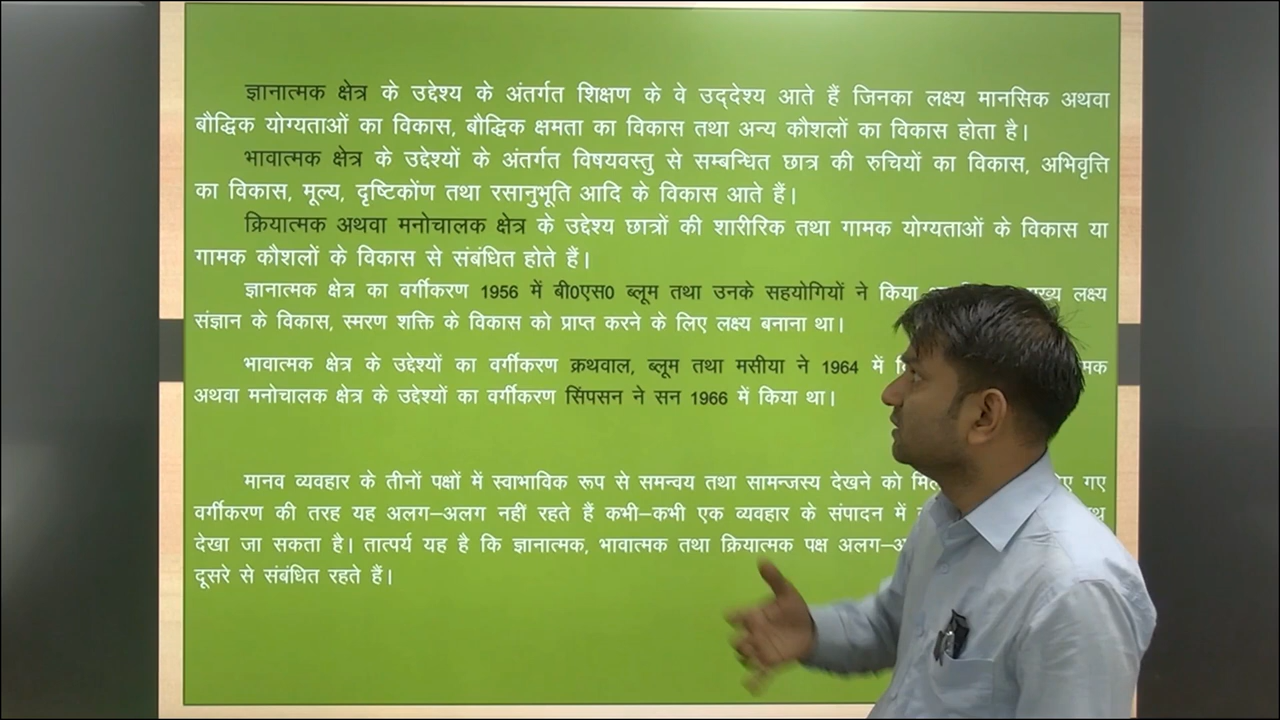 ज्ञानात्मक क्षेत्र के उद्देश्य के अंतर्गत शिक्षण के वे उद्‌देश्य आते हैं जिनका लक्ष्य मानसिक अथवा
बौद्धिक योग्यताओं का विकास, बौद्धिक क्षमता का विकास तथा अन्य कौशलों का विकास होता है।
भावात्मक क्षेत्र के उद्देश्यों के अंतर्गत विषयवस्तु से सम्बन्धित छात्र की रुचियों का विकास, अभिवृत्ति
का विकास, मूल्य, दृष्टिकोंण तथा रसानुभूति आदि के विकास आते हैं।
क्रियात्मक अथवा मनोचालक क्षेत्र के उद्देश्य छात्रों की शारीरिक तथा गामक योग्यताओं के विकास या
गामक कौशलों के विकास से संबंधित होते हैं।
ज्ञानात्मक क्षेत्र का वर्गीकरण 1956 में बी0एस0 ब्लूम तथा उनके सहयोगियों ने किया लक्ष्य
संज्ञान के विकास, स्मरण शक्ति के विकास को प्राप्त करने के लिए लक्ष्य बनाना था।
भावात्मक क्षेत्र के उद्देश्यों का वर्गीकरण क्रथवाल, ब्लूम तथा मसीया ने 1964 में
अथवा मनोचालक क्षेत्र के उद्देश्यों का वर्गीकरण सिंपसन ने सन 1966 में किया था।
मानव व्यवहार के तीनों पक्षों में स्वाभाविक रूप से समन्वय तथा सामन्जस्य देखने को गए
वर्गीकरण की तरह यह अलग–अलग नहीं रहते हैं कभी–कभी एक व्यवहार के संपादन में
देखा जा सकता है। तात्पर्य यह है कि ज्ञानात्मक, भावात्मक तथा क्रियात्मक पक्ष
दूसरे से संबंधित रहते हैं।